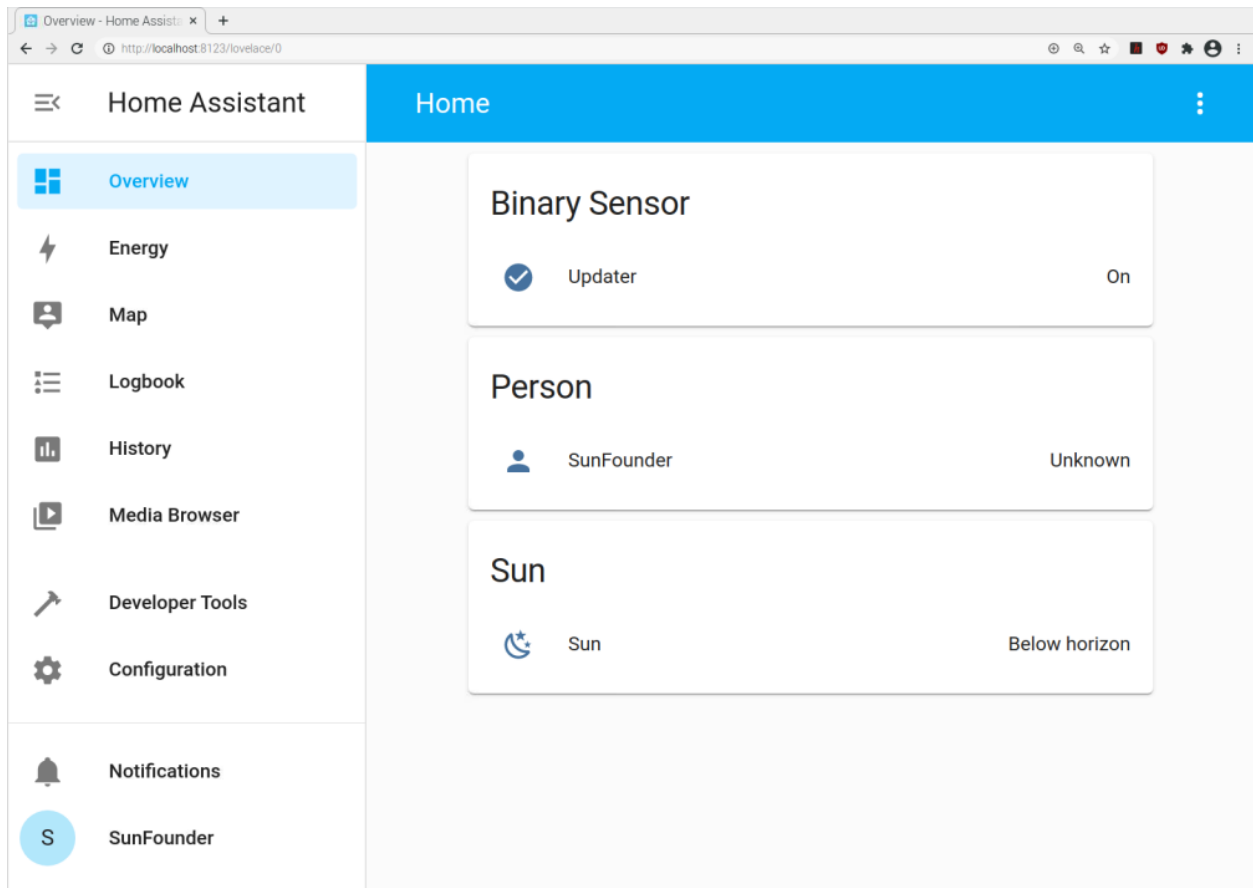 Overview - Home Assista
http://localhost:8123/lovelace/0
Home Assistant
Home
Overview
Energy
Map
Logbook
History
Media Browser
Developer Tools
Configuration
Notifications
S
SunFounder
Binary Sensor
Updater On
Person
SunFounder Unknown
Sun
Sun Below horizon